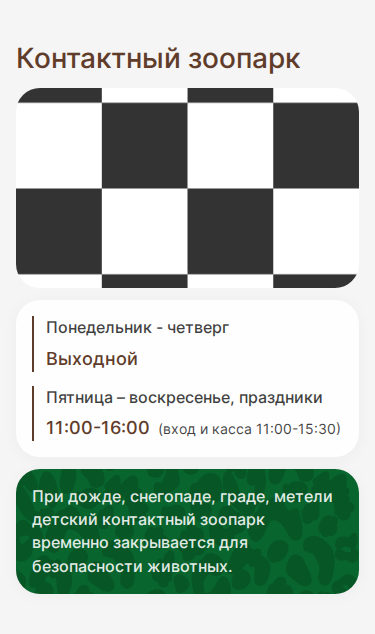 Контактный зоопарк
Понедельник - четверг
Выходной
Пятница – воскресенье, праздники
11:00-16:00 (вход и касса 11:00-15:30)
При дожде, снегопаде, граде, метели
детский контактный зоопарк
временно закрывается для
безопасности животных.